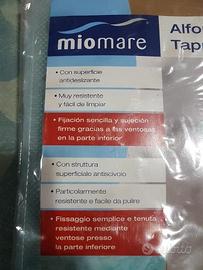 miomare
Alfo
Tapp
• Con superficie
antideslizante
• Muy resistente
y fácil de limpiar
• Fijación sencilla y sujeción
firme gracias a las ventosas
en la parte inferior
• Con struttura
superficiale antiscivolo
• Particolarmente
resistente e facile da pulire
• Fissaggio semplice e tenuta
resistente mediante
ventose presso
la parte inferiore
subito